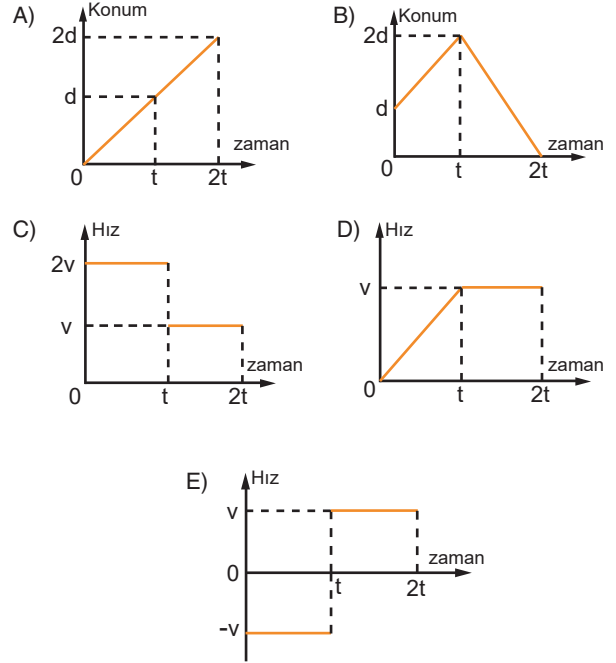 A) Konum
2d
d
0
t
2t
zaman
B) Konum
2d
d
0
t
2t
zaman
C) Hız
2v
v
0
t
2t
zaman
D) Hız
v
0
t
2t
zaman
E) Hız
v
0
-v
t
2t
zaman